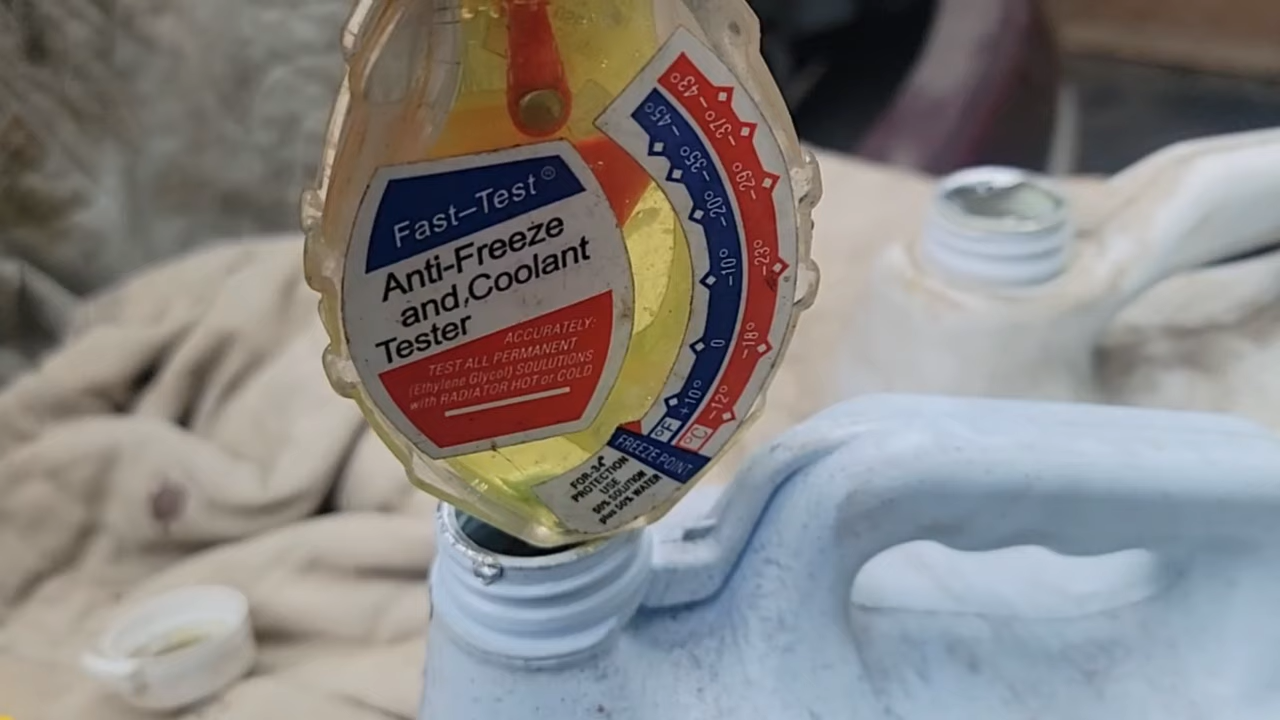 Fast–Test®
Anti-Freeze
and Coolant
Tester
ACCURATELY:
TEST ALL PERMANENT
(Ethylene Glycol) SOULUTIONS
with RADIATOR HOT or COLD
-45° -35° -20° -10° 0 +10° °F
-43° -37° -29° -23° -18° -12° °C
FREEZE POINT
FOR-34°
PROTECTION
USE
50% SOLUTION
plus 50% WATER